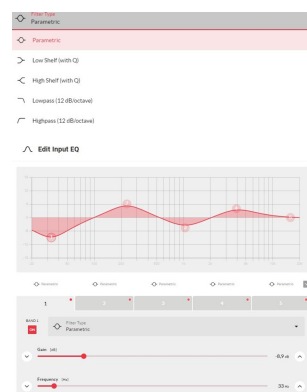 Filter Type
Parametric
Parametric
Low Shelf (with Q)
High Shelf (with Q)
Lowpass (12 dB/octave)
Highpass (12 dB/octave)
Edit Input EQ
Parametric
Parametric
Parametric
Parametric
Parametric
1
2
3
4
5
BAND 1
ON
Filter Type
Parametric
Gain (dB)
-8,9 dB
Frequency (Hz)
33 Hz